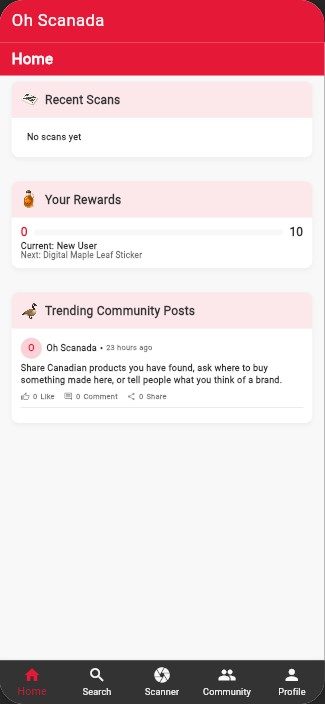 Oh Scanada
Home
Recent Scans
No scans yet
Your Rewards
0 10
Current: New User
Next: Digital Maple Leaf Sticker
Trending Community Posts
O Oh Scanada • 23 hours ago
Share Canadian products you have found, ask where to buy
something made here, or tell people what you think of a brand.
0 Like 0 Comment 0 Share
Home Search Scanner Community Profile